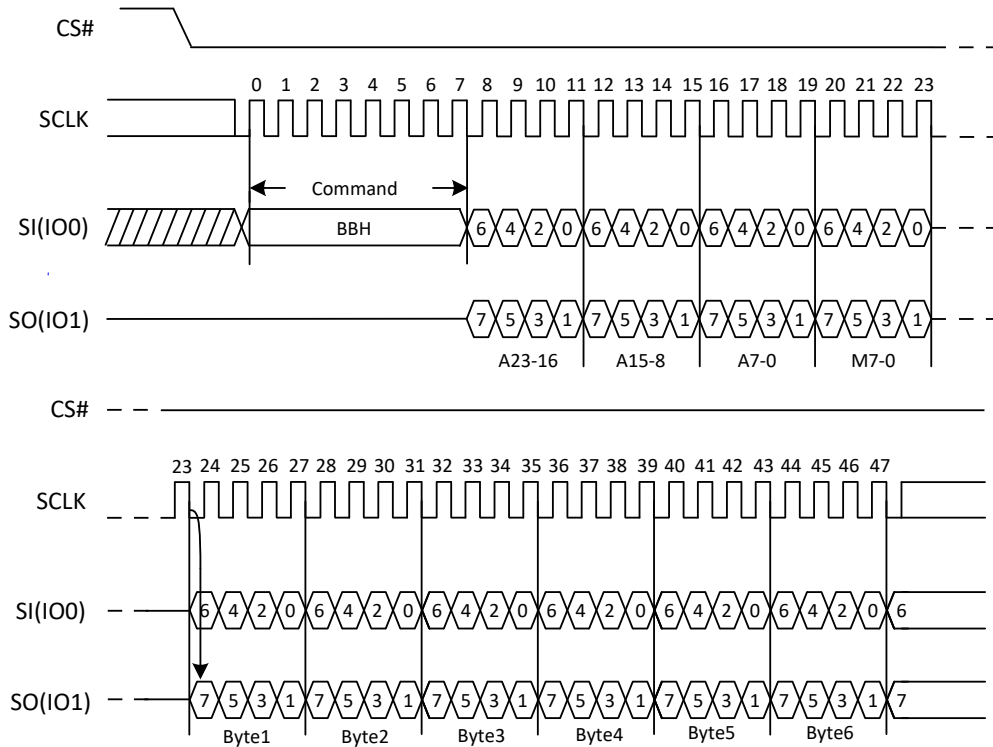 CS#
0 1 2 3 4 5 6 7 8 9 10 11 12 13 14 15 16 17 18 19 20 21 22 23
SCLK
Command
SI(IO0) BBH 6 4 2 0 6 4 2 0 6 4 2 0 6 4 2 0
SO(IO1) 7 5 3 1 7 5 3 1 7 5 3 1 7 5 3 1
A23-16 A15-8 A7-0 M7-0
CS#
23 24 25 26 27 28 29 30 31 32 33 34 35 36 37 38 39 40 41 42 43 44 45 46 47
SCLK
SI(IO0) 6 4 2 0 6 4 2 0 6 4 2 0 6 4 2 0 6 4 2 0 6 4 2 0 6
SO(IO1) 7 5 3 1 7 5 3 1 7 5 3 1 7 5 3 1 7 5 3 1 7 5 3 1 7
Byte1 Byte2 Byte3 Byte4 Byte5 Byte6